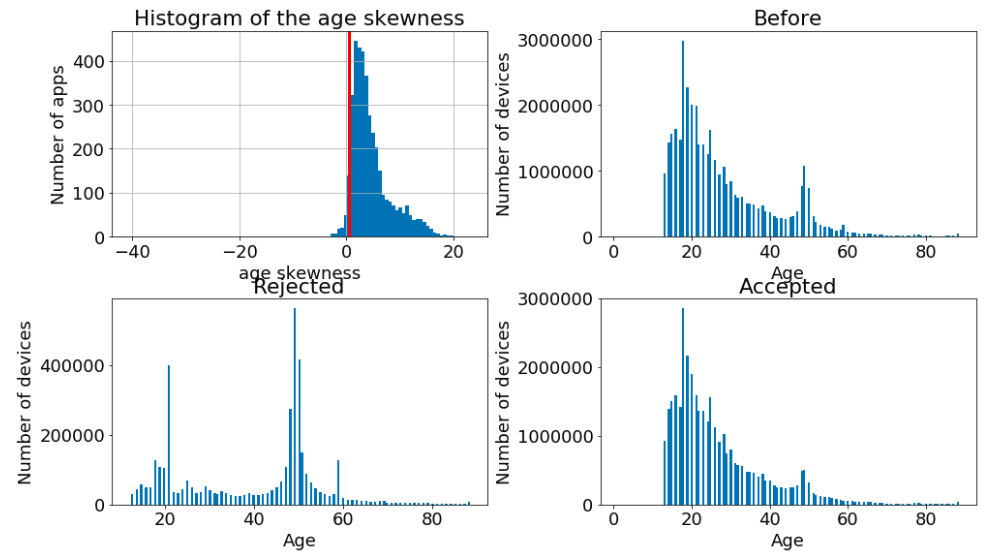 Histogram of the age skewness
Number of apps
400
300
200
100
0
−40
−20
0
20
age skewness
Before
Number of devices
3000000
2000000
1000000
0
0
20
40
60
80
Age
Rejected
Number of devices
400000
200000
0
20
40
60
80
Age
Accepted
Number of devices
3000000
2000000
1000000
0
0
20
40
60
80
Age